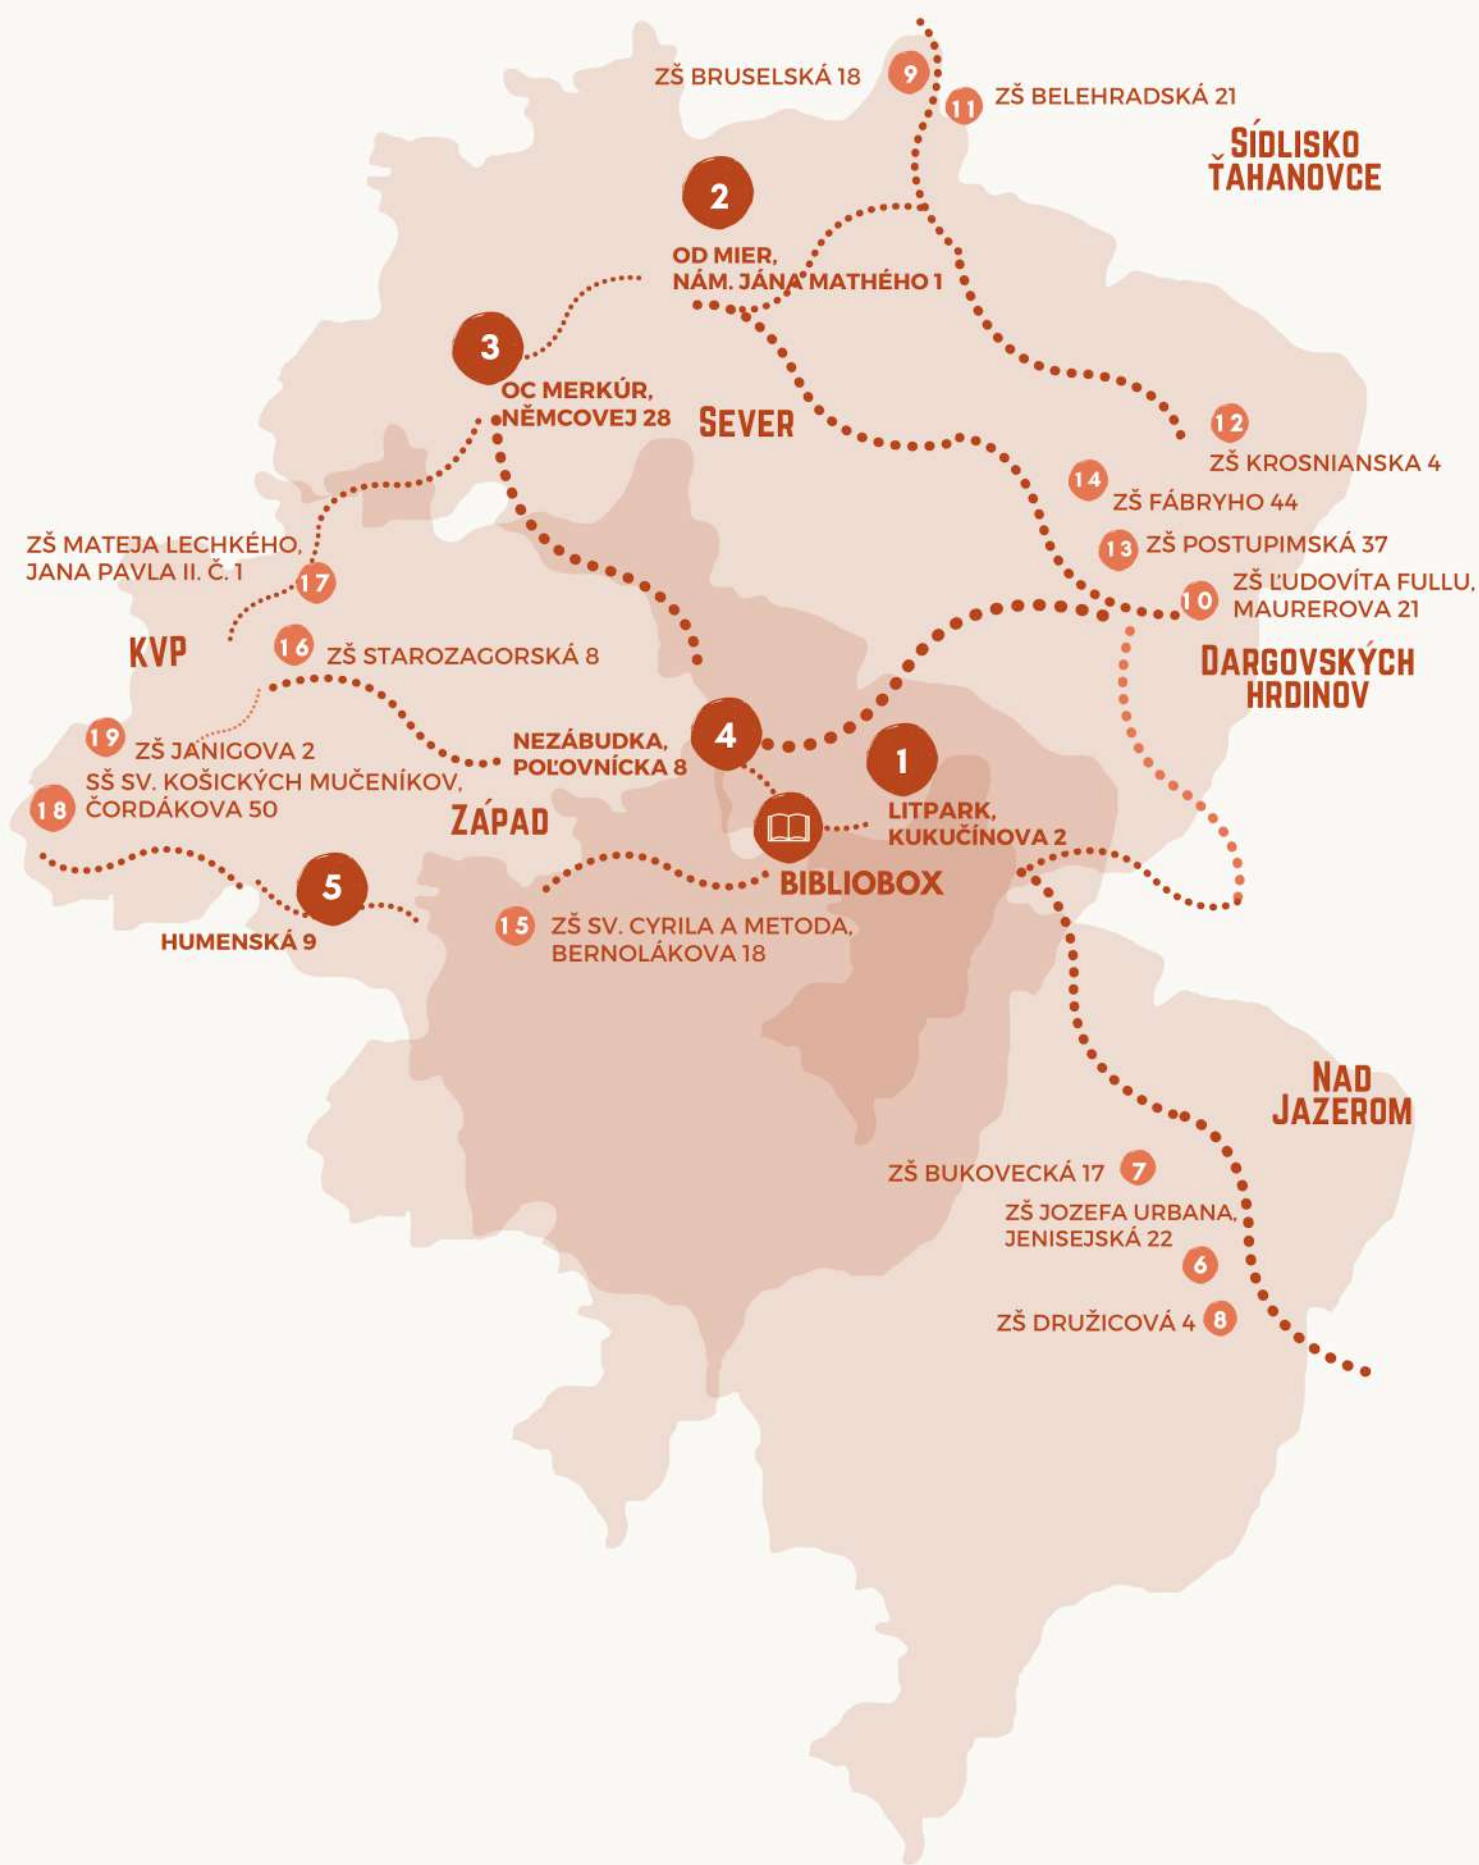 ZŠ BRUSELSKÁ 18
9
11
ZŠ BELEHRADSKÁ 21
SÍDLISKO
ŤAHANOVCE
2
OD MIER,
NÁM. JÁNA MATHÉHO 1
3
OC MERKÚR,
NĚMCOVEJ 28
SEVER
12
ZŠ KROSNIANSKA 4
14
ZŠ FÁBRYHO 44
13
ZŠ POSTUPIMSKÁ 37
10
ZŠ ĽUDOVÍTA FULLU,
MAUREROVA 21
DARGOVSKÝCH
HRDINOV
ZŠ MATEJA LECHKÉHO,
JANA PAVLA II. Č. 1
17
KVP
16
ZŠ STAROZAGORSKÁ 8
19
ZŠ JANIGOVA 2
18
SŠ SV. KOŠICKÝCH MUČENÍKOV,
ČORDÁKOVA 50
NEZÁBUDKA,
POĽOVNÍCKA 8
4
1
LITPARK,
KUKUČÍNOVA 2
ZÁPAD
BIBLIOBOX
5
HUMENSKÁ 9
15
ZŠ SV. CYRILA A METODA,
BERNOLÁKOVA 18
NAD
JAZEROM
ZŠ BUKOVECKÁ 17
7
ZŠ JOZEFA URBANA,
JENISEJSKÁ 22
6
ZŠ DRUŽICOVÁ 4
8